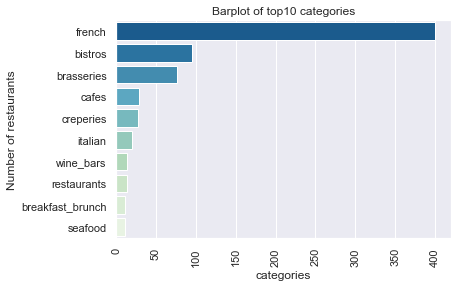 Barplot of top10 categories
Number of restaurants
french
bistros
brasseries
cafes
creperies
italian
wine_bars
restaurants
breakfast_brunch
seafood
0 50 100 150 200 250 300 350 400
categories